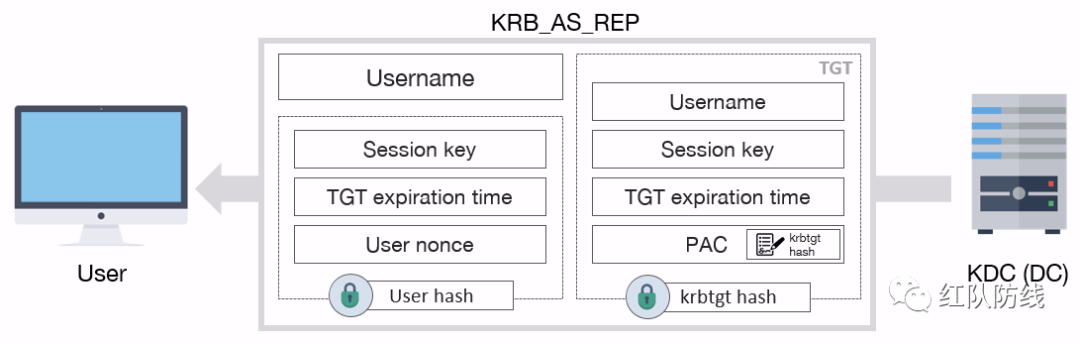 KRB_AS_REP
Username
Session key
TGT expiration time
User nonce
User hash
TGT
Username
Session key
TGT expiration time
PAC
krbtgt
hash
krbtgt hash
User
KDC (DC)
红队防线